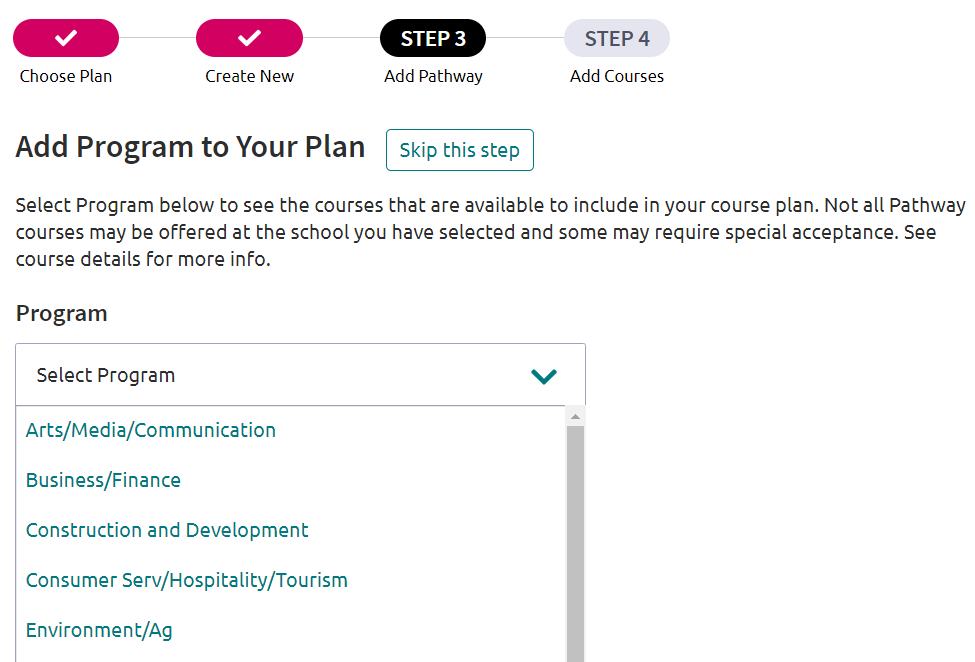 STEP 3
STEP 4
Choose Plan
Create New
Add Pathway
Add Courses
Add Program to Your Plan
Skip this step
Select Program below to see the courses that are available to include in your course plan. Not all Pathway
courses may be offered at the school you have selected and some may require special acceptance. See
course details for more info.
Program
Select Program
Arts/Media/Communication
Business/Finance
Construction and Development
Consumer Serv/Hospitality/Tourism
Environment/Ag